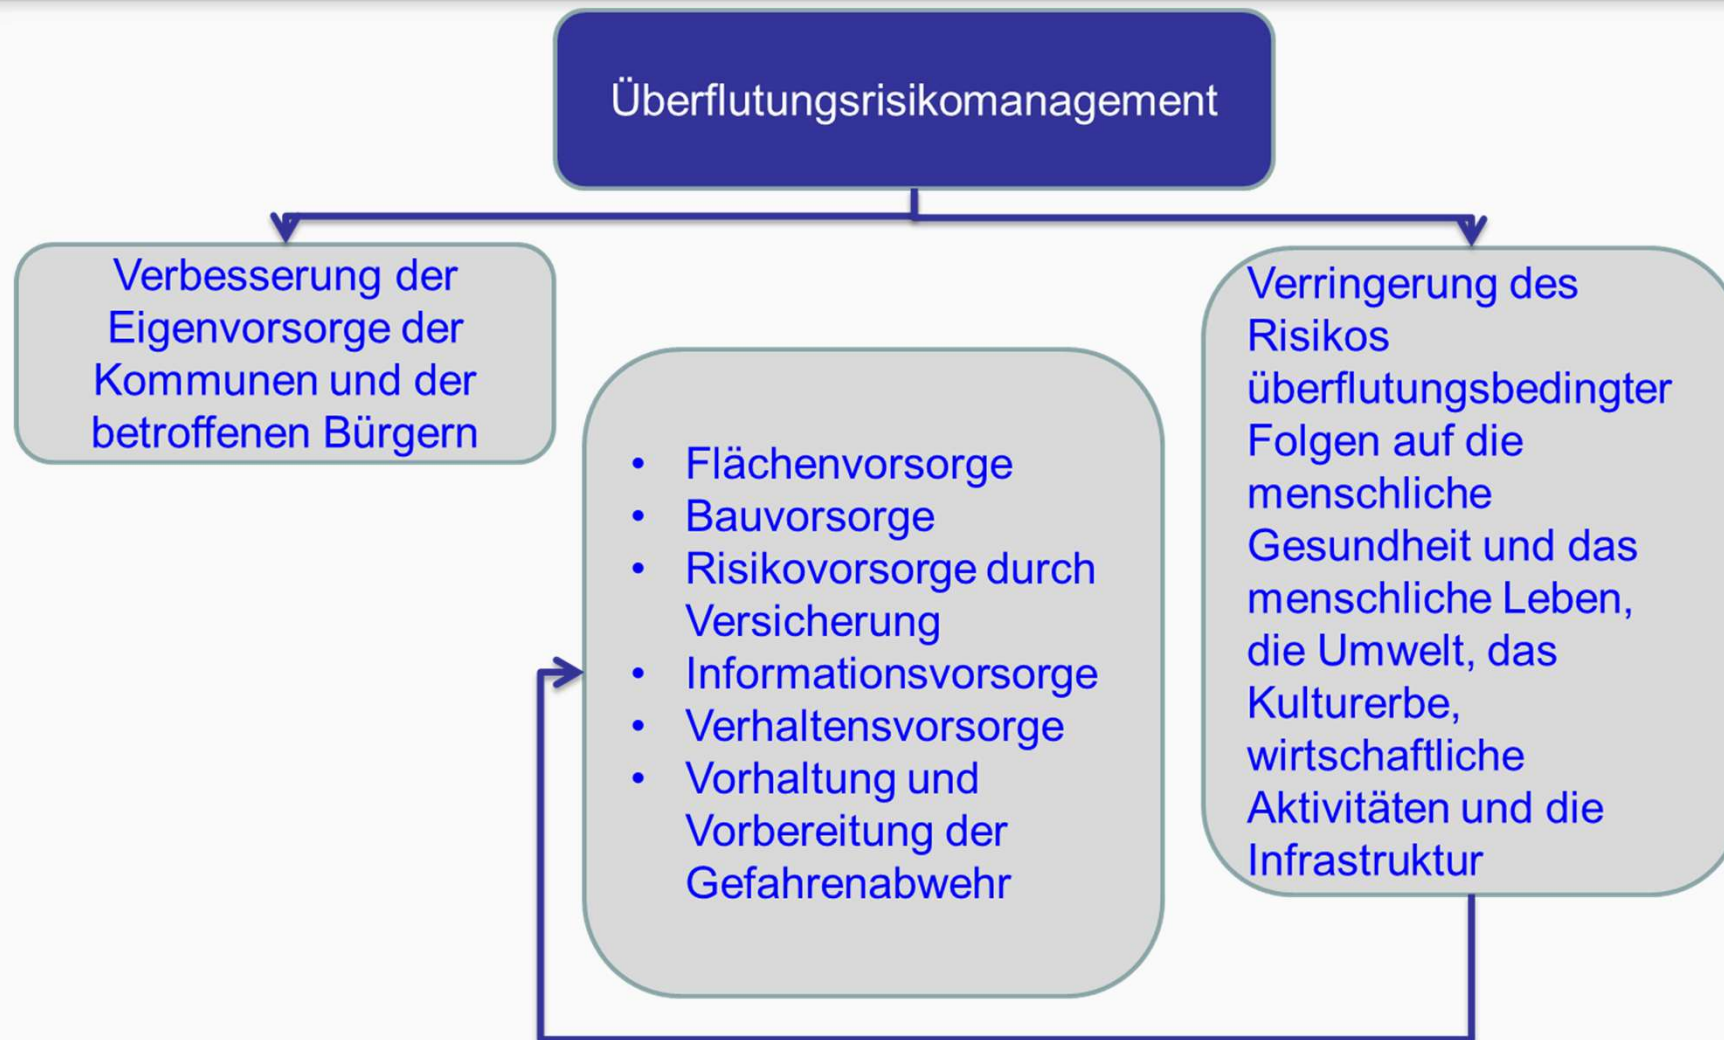 Überflutungsrisikomanagement
Verbesserung der
Eigenvorsorge der
Kommunen und der
betroffenen Bürgern
• Flächenvorsorge
• Bauvorsorge
• Risikovorsorge durch
Versicherung
• Informationsvorsorge
• Verhaltensvorsorge
• Vorhaltung und
Vorbereitung der
Gefahrenabwehr
Verringerung des
Risikos
überflutungsbedingter
Folgen auf die
menschliche
Gesundheit und das
menschliche Leben,
die Umwelt, das
Kulturerbe,
wirtschaftliche
Aktivitäten und die
Infrastruktur